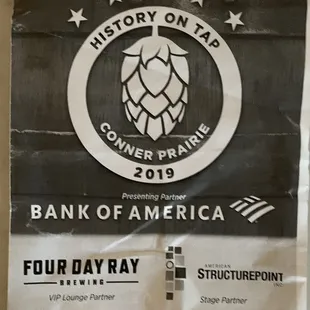 HISTORY ON TAP
CONNER PRAIRIE
2019
Presenting Partner
BANK OF AMERICA
FOUR DAY RAY
BREWING
VIP Lounge Partner
AMERICAN
STRUCTUREPOINT
INC.
Stage Partner